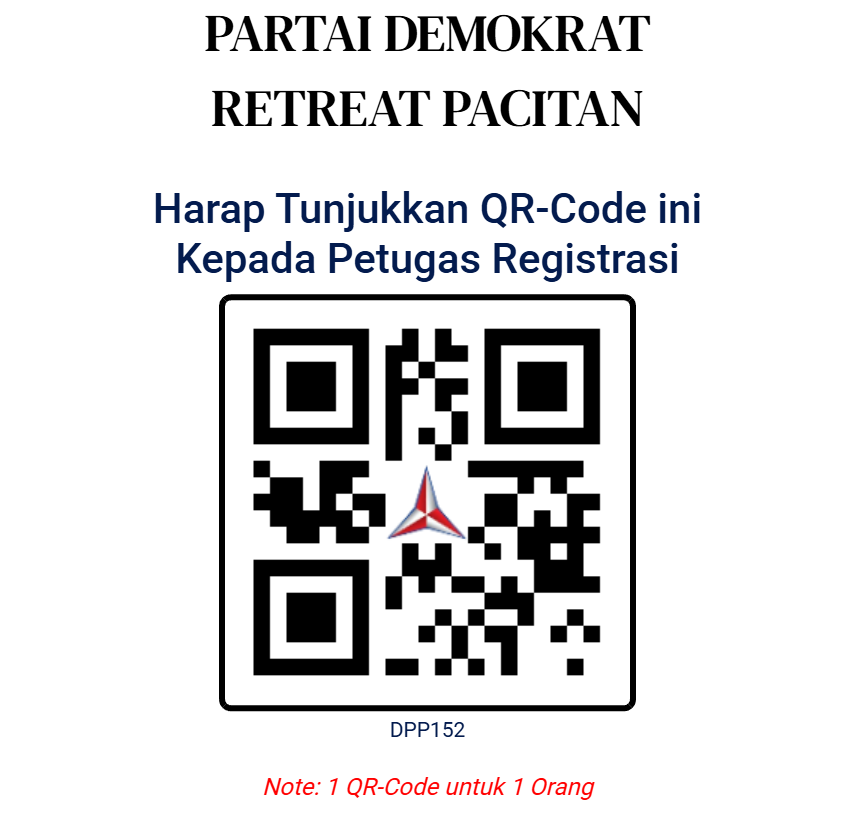 PARTAI DEMOKRAT
RETREAT PACITAN
Harap Tunjukkan QR-Code ini
Kepada Petugas Registrasi
DPP152
Note: 1 QR-Code untuk 1 Orang